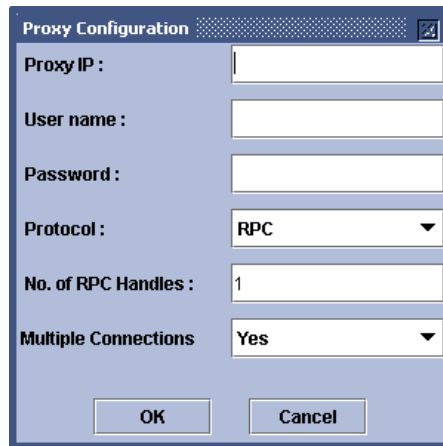 Proxy Configuration
Proxy IP :
User name :
Password :
Protocol : RPC
No. of RPC Handles : 1
Multiple Connections Yes
OK Cancel